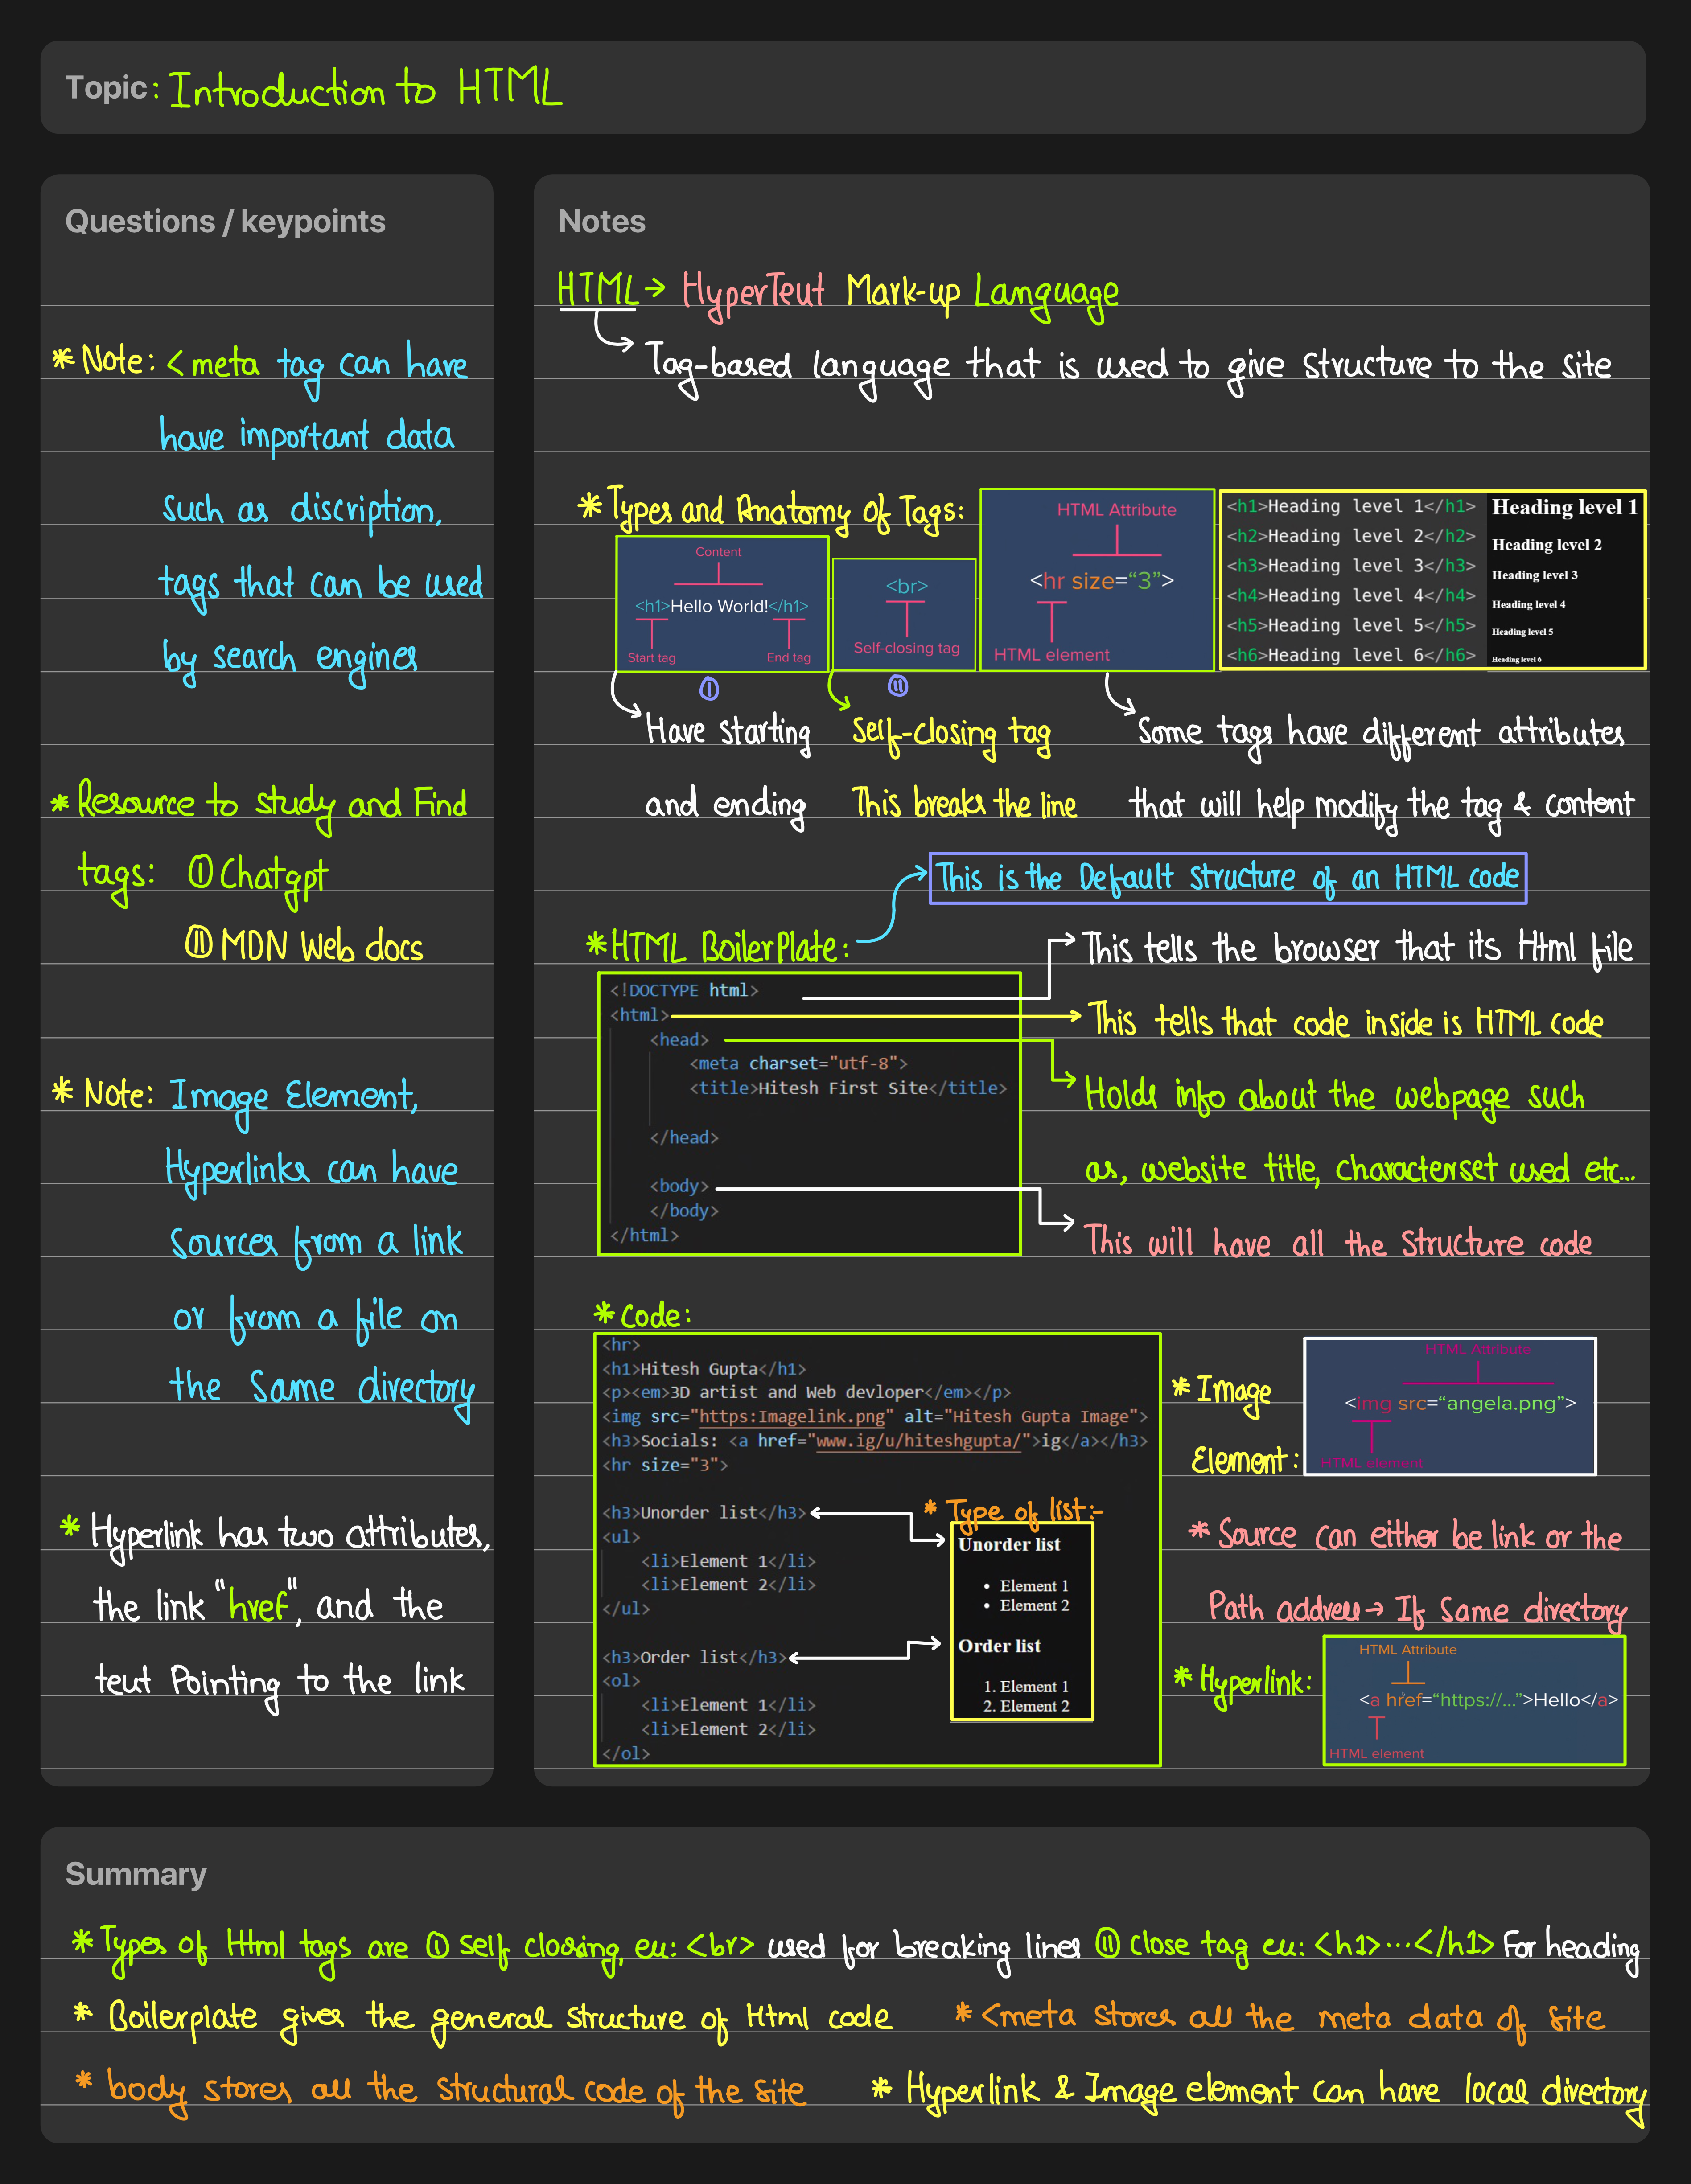 Topic: Introduction to HTML
Questions / keypoints
*Note: <meta tag can have
have important data
such as discription,
tags that can be used
by search engines
* Resource to study and Find
tags: ① Chatgpt
② MDN Web docs
* Note: Image Element,
Hyperlinks can have
Sources from a link
or from a file on
the Same directory
* Hyperlink has two attributes,
the link "href", and the
text Pointing to the link
Notes
HTML → HyperText Mark-up Language
Tag-based language that is used to give structure to the site
* Types and Anatomy of Tags:
Content
<h1>Hello World!</h1>
Start tag End tag
①
<br>
Self-closing tag
②
HTML Attribute
<hr size=“3”>
HTML element
<h1>Heading level 1</h1>
<h2>Heading level 2</h2>
<h3>Heading level 3</h3>
<h4>Heading level 4</h4>
<h5>Heading level 5</h5>
<h6>Heading level 6</h6>
Heading level 1
Heading level 2
Heading level 3
Heading level 4
Heading level 5
Heading level 6
Have starting
and ending
Self-closing tag
This breaks the line
Some tags have different attributes
that will help modify the tag & content
This is the Default structure of an HTML code
*HTML BoilerPlate:
<!DOCTYPE html>
<html>
<head>
<meta charset="utf-8">
<title>Hitesh First Site</title>
</head>
<body>
</body>
</html>
This tells the browser that its Html file
This tells that code inside is HTML code
Holds info about the webpage such
as, website title, characterset used etc...
This will have all the Structure code
*Code:
<hr>
<h1>Hitesh Gupta</h1>
<p><em>3D artist and Web devloper</em></p>
<img src="https:Imagelink.png" alt="Hitesh Gupta Image">
<h3>Socials: <a href="www.ig/u/hiteshgupta/">ig</a></h3>
<hr size="3">
<h3>Unorder list</h3>
<ul>
<li>Element 1</li>
<li>Element 2</li>
</ul>
<h3>Order list</h3>
<ol>
<li>Element 1</li>
<li>Element 2</li>
</ol>
* Type of list:-
Unorder list
• Element 1
• Element 2
Order list
1. Element 1
2. Element 2
* Image
Element:
HTML Attribute
<img src=“angela.png”>
HTML element
* Source can either be link or the
Path address → If Same directory
* Hyperlink:
HTML Attribute
<a href=“https://...”>Hello</a>
HTML element
Summary
*Types of Html tags are ① Self closing, ex: <br> used for breaking lines ② close tag ex: <h1>...</h1> For heading
* Boilerplate gives the general structure of Html code * <meta stores all the meta data of site
* body stores all the structural code of the site * Hyperlink & Image element can have local directory